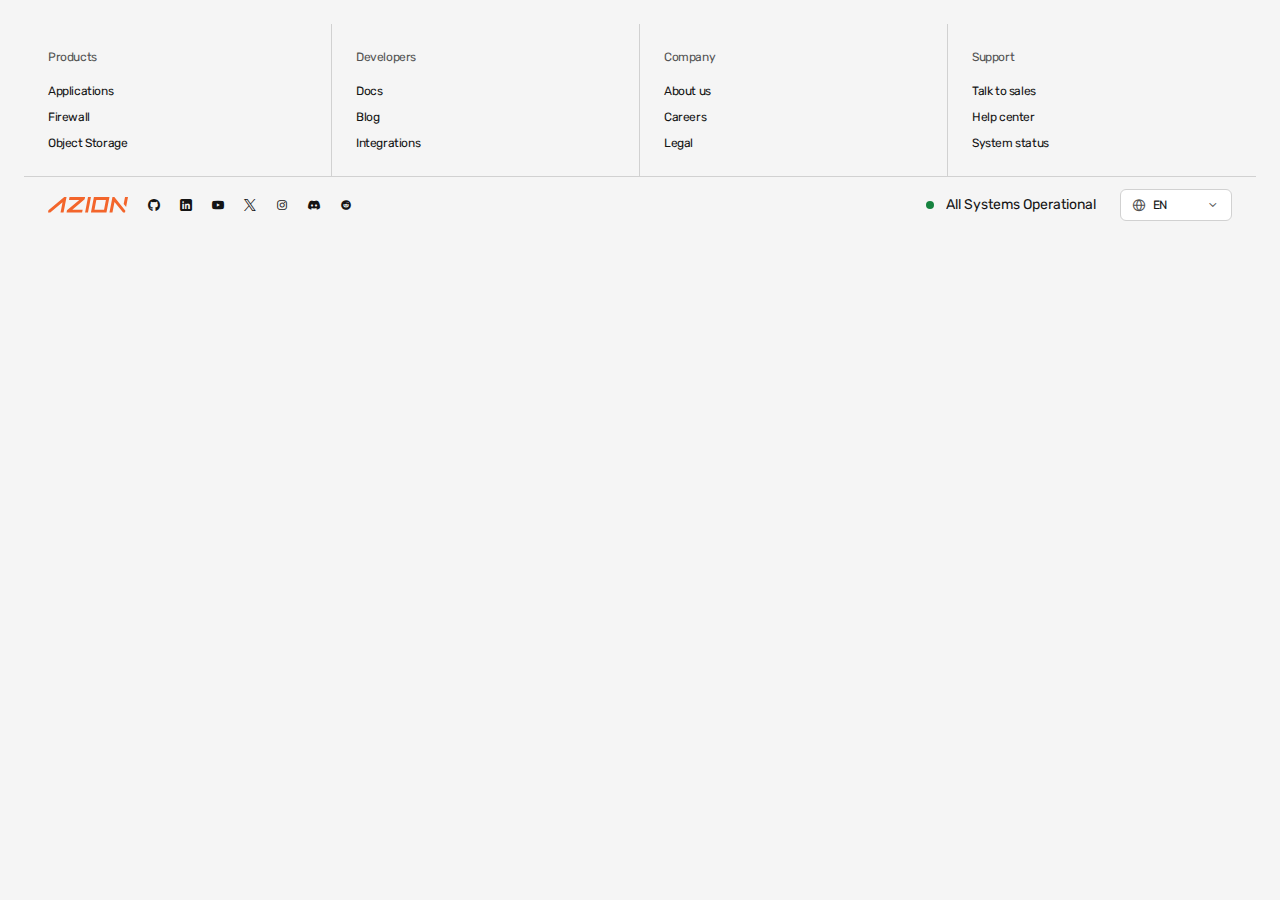 Products
Applications
Firewall
Object Storage
Developers
Docs
Blog
Integrations
Company
About us
Careers
Legal
Support
Talk to sales
Help center
System status
AZION
All Systems Operational
EN